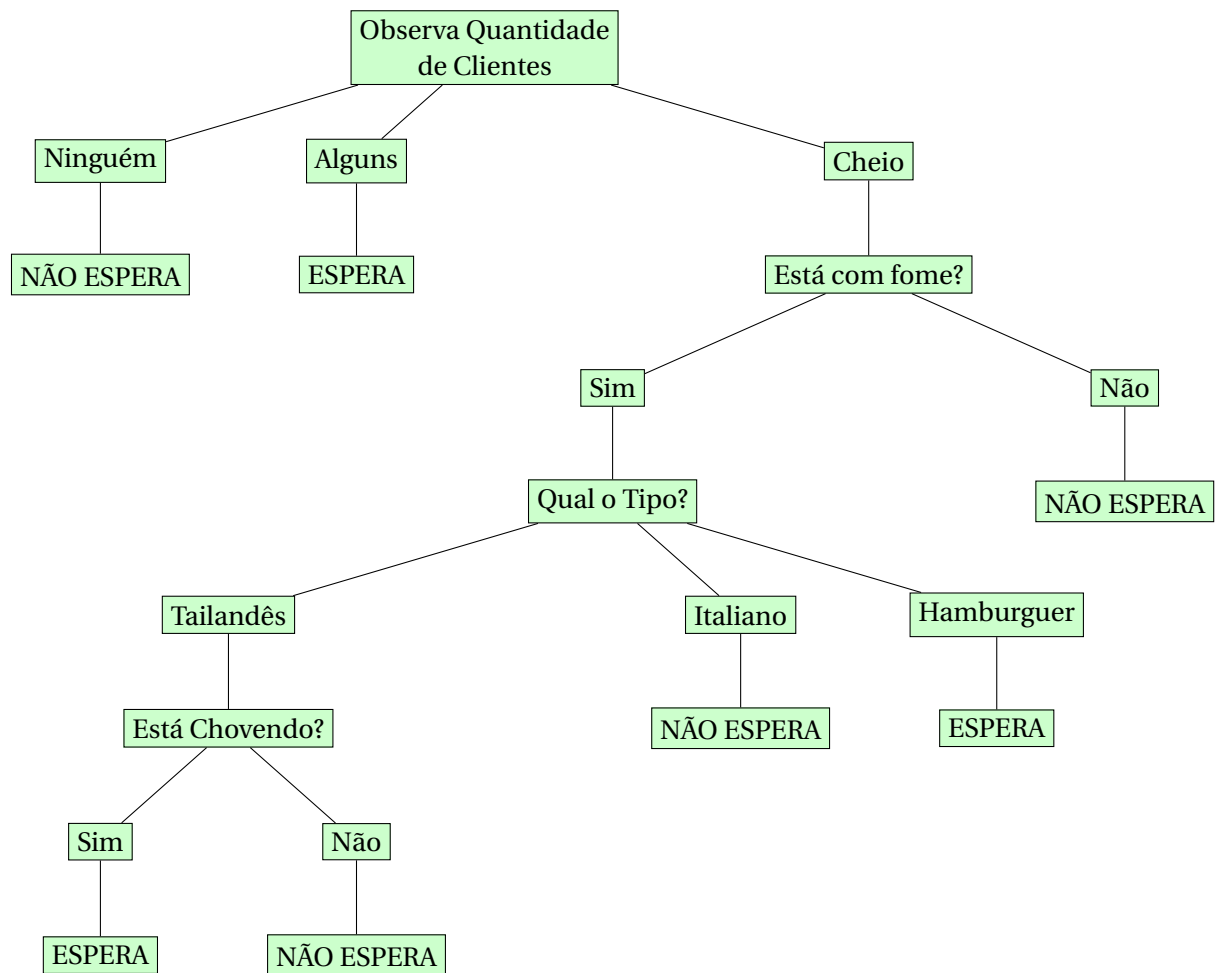 Observa Quantidade
de Clientes
Ninguém
Alguns
Cheio
NÃO ESPERA
ESPERA
Está com fome?
Sim
Não
Qual o Tipo?
NÃO ESPERA
Tailandês
Italiano
Hamburguer
Está Chovendo?
NÃO ESPERA
ESPERA
Sim
Não
ESPERA
NÃO ESPERA